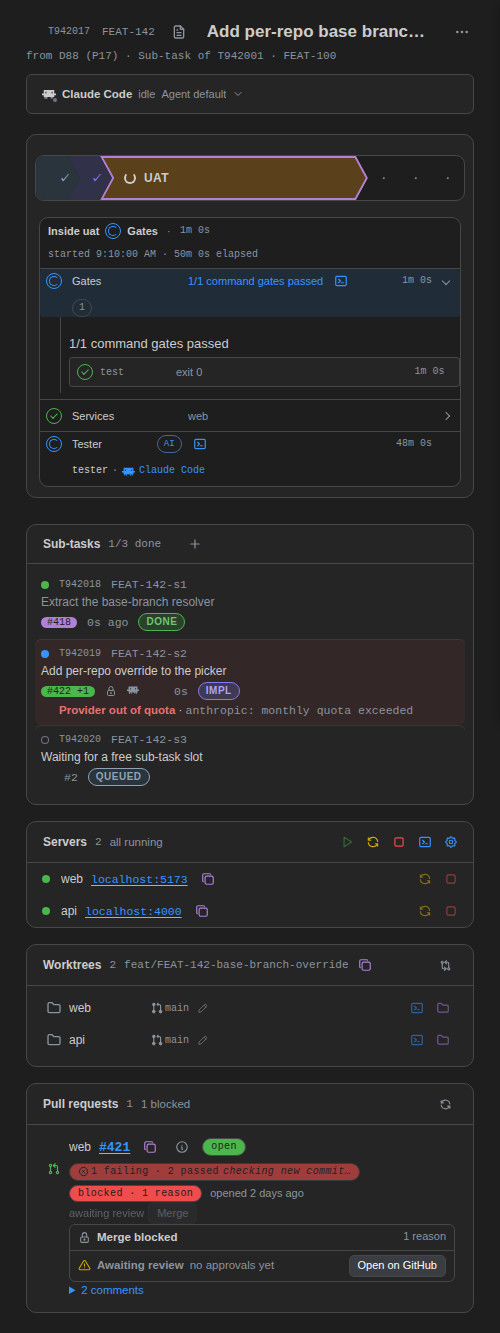 T942017 FEAT-142 Add per-repo base branc…
from D88 (P17) · Sub-task of T942001 · FEAT-100
Claude Code idle Agent default
UAT
Inside uat Gates · 1m 0s
started 9:10:00 AM · 50m 0s elapsed
Gates 1/1 command gates passed 1m 0s
1
1/1 command gates passed
test exit 0 1m 0s
Services web
Tester AI 48m 0s
tester · Claude Code
Sub-tasks 1/3 done
T942018 FEAT-142-s1
Extract the base-branch resolver
#418 0s ago DONE
T942019 FEAT-142-s2
Add per-repo override to the picker
#422 +1 0s IMPL
Provider out of quota · anthropic: monthly quota exceeded
T942020 FEAT-142-s3
Waiting for a free sub-task slot
#2 QUEUED
Servers 2 all running
web localhost:5173
api localhost:4000
Worktrees 2 feat/FEAT-142-base-branch-override
web main
api main
Pull requests 1 1 blocked
web #421 open
1 failing · 2 passed checking new commit…
blocked · 1 reason opened 2 days ago
awaiting review Merge
Merge blocked 1 reason
Awaiting review no approvals yet Open on GitHub
2 comments